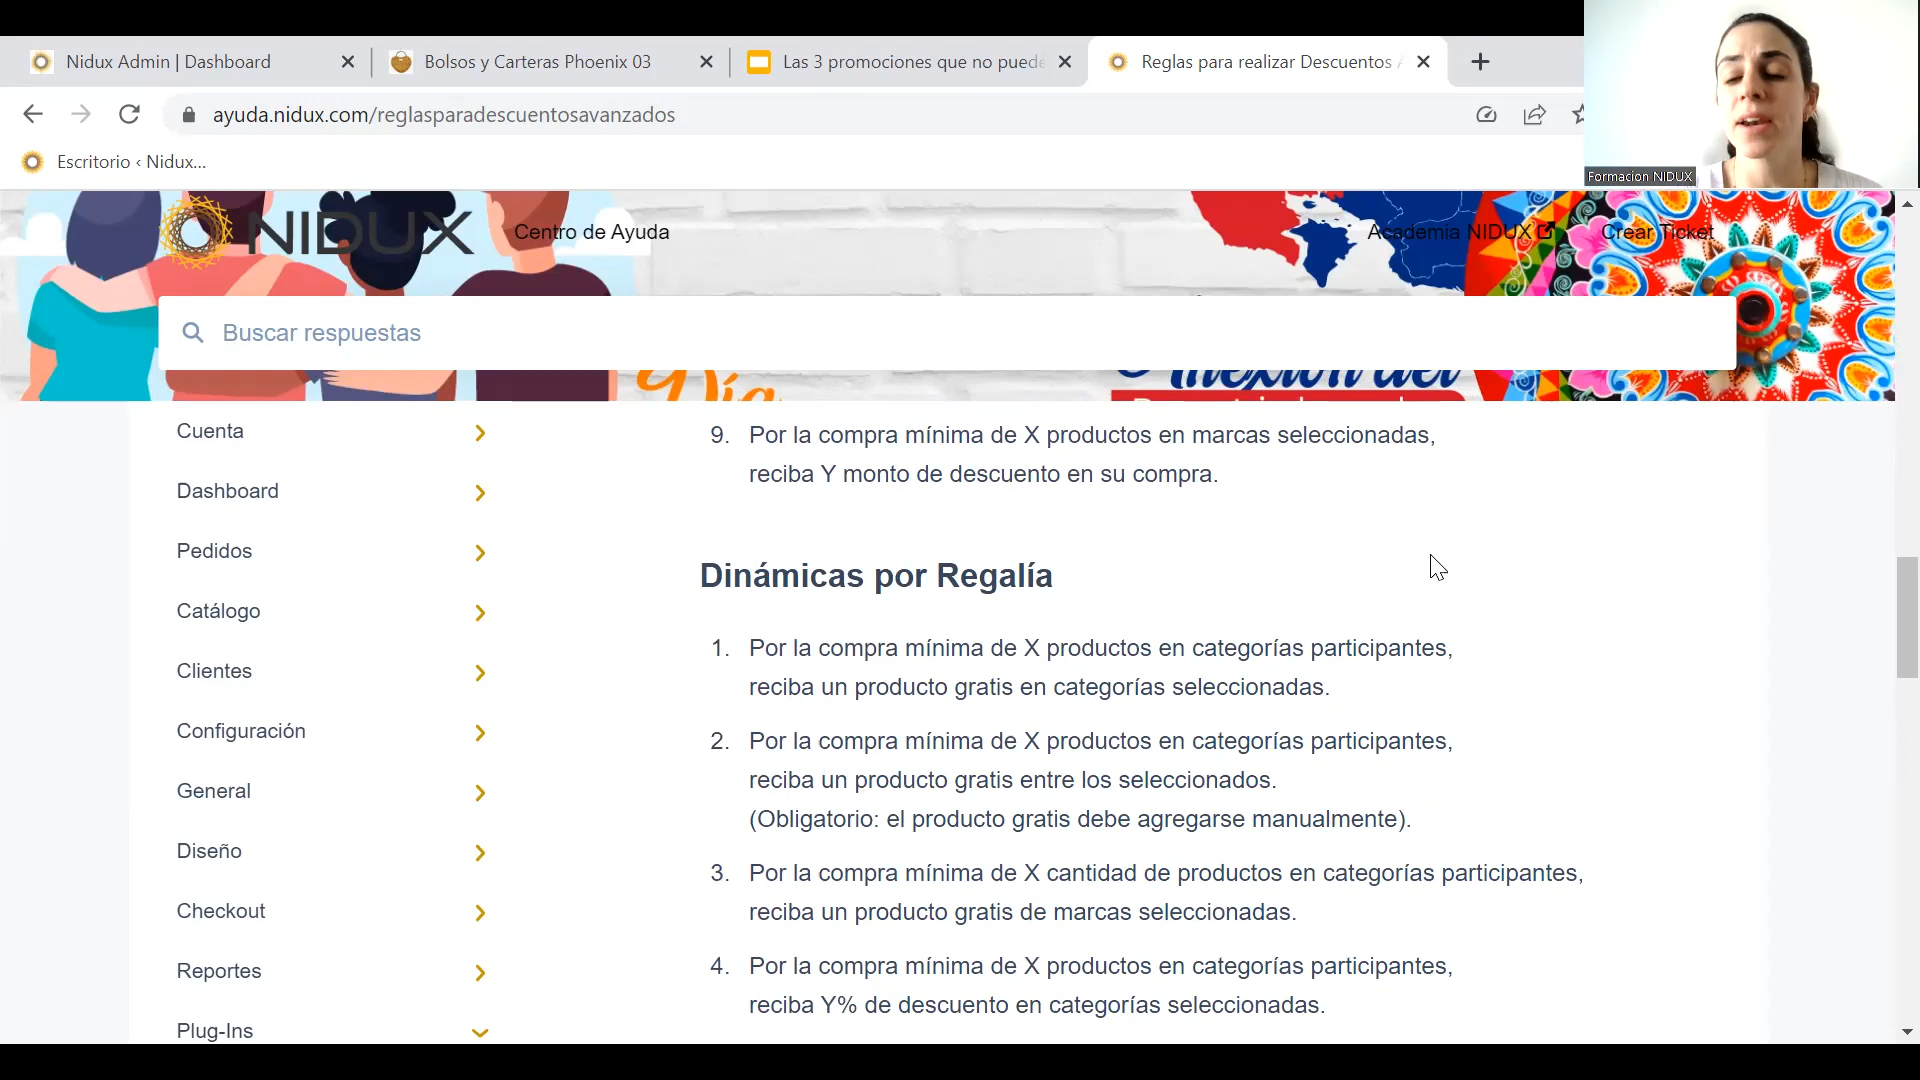 Nidux Admin | Dashboard
Bolsos y Carteras Phoenix 03
Las 3 promociones que no puede
Reglas para realizar Descuentos A
ayuda.nidux.com/reglasparadescuentosavanzados
Escritorio ‹ Nidux...
Formacion NIDUX
NIDUX
Centro de Ayuda
Academia NIDUX
Crear Ticket
Buscar respuestas
Día
Anexión del
Cuenta
Dashboard
Pedidos
Catálogo
Clientes
Configuración
General
Diseño
Checkout
Reportes
Plug-Ins
9. Por la compra mínima de X productos en marcas seleccionadas,
reciba Y monto de descuento en su compra.
Dinámicas por Regalía
1. Por la compra mínima de X productos en categorías participantes,
reciba un producto gratis en categorías seleccionadas.
2. Por la compra mínima de X productos en categorías participantes,
reciba un producto gratis entre los seleccionados.
(Obligatorio: el producto gratis debe agregarse manualmente).
3. Por la compra mínima de X cantidad de productos en categorías participantes,
reciba un producto gratis de marcas seleccionadas.
4. Por la compra mínima de X productos en categorías participantes,
reciba Y% de descuento en categorías seleccionadas.